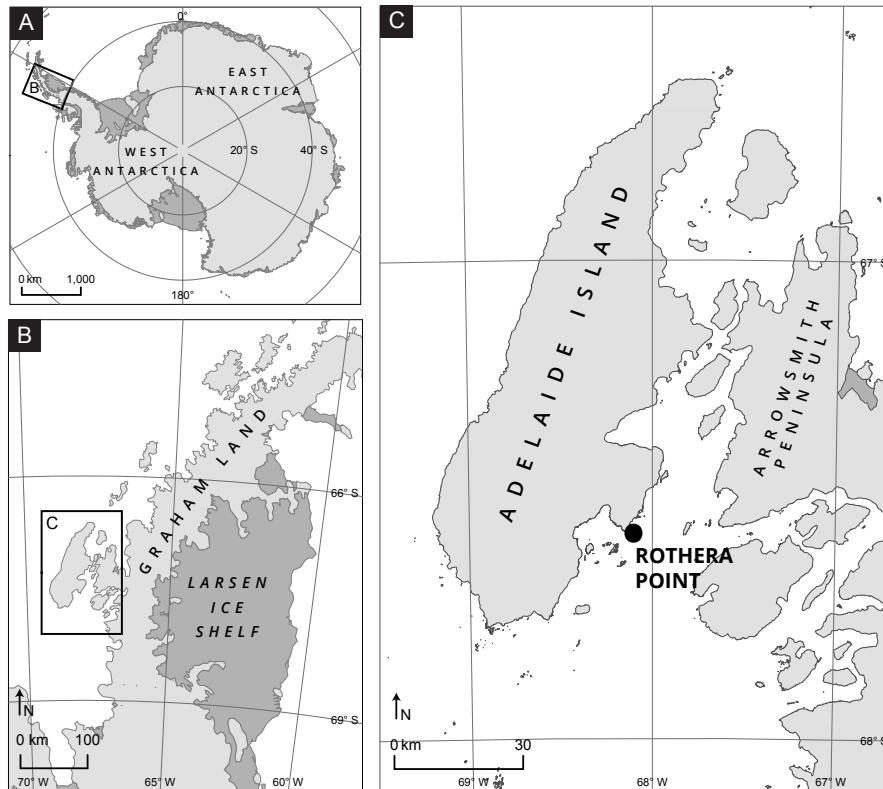 A
0°
EAST
ANTARCTICA
B
WEST
ANTARCTICA
20° S
40° S
0 km 1,000
180°
B
GRAHAM LAND
66° S
C
LARSEN
ICE
SHELF
N
69° S
0 km 100
70° W
65° W
60° W
C
ADELAIDE ISLAND
67° S
ARROWSMITH
PENINSULA
ROTHERA
POINT
N
0 km 30
68° S
69° W
68° W
67° W